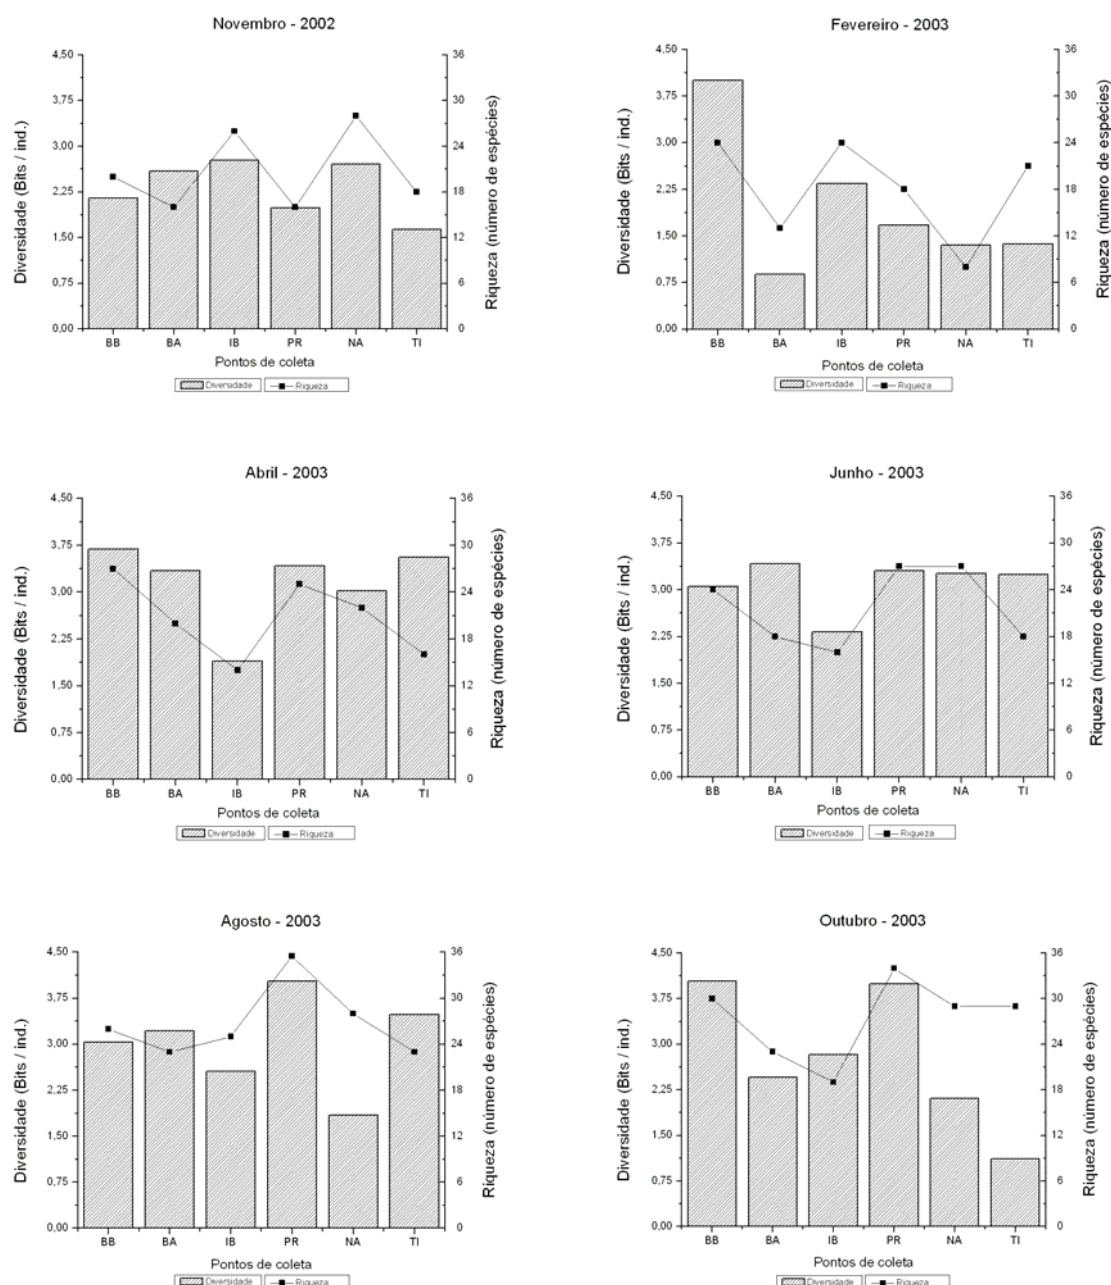 Novembro - 2002
Diversidade (Bits / ind.)
4,50
3,75
3,00
2,25
1,50
0,75
0,00
36
30
24
18
12
6
0
Riqueza (número de espécies)
BB BA IB PR NA TI
Pontos de coleta
Diversidade Riqueza
Fevereiro - 2003
Diversidade (Bits / ind.)
4,50
3,75
3,00
2,25
1,50
0,75
0,00
36
30
24
18
12
6
0
Riqueza (número de espécies)
BB BA IB PR NA TI
Pontos de coleta
Diversidade Riqueza
Abril - 2003
Diversidade (Bits / ind.)
4,50
3,75
3,00
2,25
1,50
0,75
0,00
36
30
24
18
12
6
0
Riqueza (número de espécies)
BB BA IB PR NA TI
Pontos de coleta
Diversidade Riqueza
Junho - 2003
Diversidade (Bits / ind.)
4,50
3,75
3,00
2,25
1,50
0,75
0,00
36
30
24
18
12
6
0
Riqueza (número de espécies)
BB BA IB PR NA TI
Pontos de coleta
Diversidade Riqueza
Agosto - 2003
Diversidade (Bits / ind.)
4,50
3,75
3,00
2,25
1,50
0,75
0,00
36
30
24
18
12
6
0
Riqueza (número de espécies)
BB BA IB PR NA TI
Pontos de coleta
Diversidade Riqueza
Outubro - 2003
Diversidade (Bits / ind.)
4,50
3,75
3,00
2,25
1,50
0,75
0,00
36
30
24
18
12
6
0
Riqueza (número de espécies)
BB BA IB PR NA TI
Pontos de coleta
Diversidade Riqueza